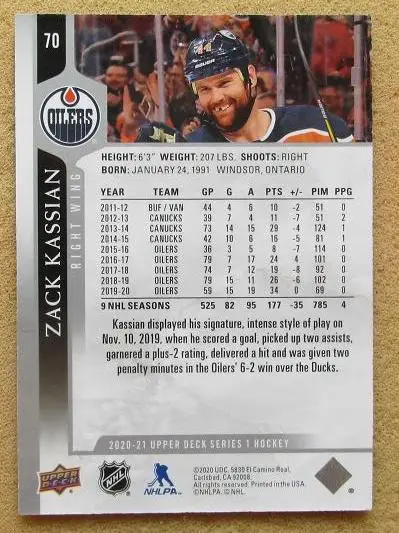 70
44
OILERS
ZACK KASSIAN
RIGHT WING
HEIGHT: 6'3" WEIGHT: 207 LBS. SHOOTS: RIGHT
BORN: JANUARY 24, 1991 WINDSOR, ONTARIO
YEAR TEAM GP G A PTS +/- PIM PPG
2011-12 BUF / VAN 44 4 6 10 -2 51 0
2012-13 CANUCKS 39 7 4 11 -7 51 2
2013-14 CANUCKS 73 14 15 29 -4 124 1
2014-15 CANUCKS 42 10 6 16 -5 81 1
2015-16 OILERS 36 3 5 8 -7 114 0
2016-17 OILERS 79 7 17 24 4 101 0
2017-18 OILERS 74 7 12 19 -8 92 0
2018-19 OILERS 79 15 11 26 -6 102 0
2019-20 OILERS 59 15 19 34 0 69 0
9 NHL SEASONS 525 82 95 177 -35 785 4
Kassian displayed his signature, intense style of play on
Nov. 10, 2019, when he scored a goal, picked up two assists,
garnered a plus-2 rating, delivered a hit and was given two
penalty minutes in the Oilers' 6-2 win over the Ducks.
2020-21 UPPER DECK SERIES 1 HOCKEY
UPPER DECK
NHL
NHLPA
©2020 UDC. 5830 El Camino Real,
Carlsbad, CA 92008.
All rights reserved. Printed in the USA.
©NHLPA. © NHL.